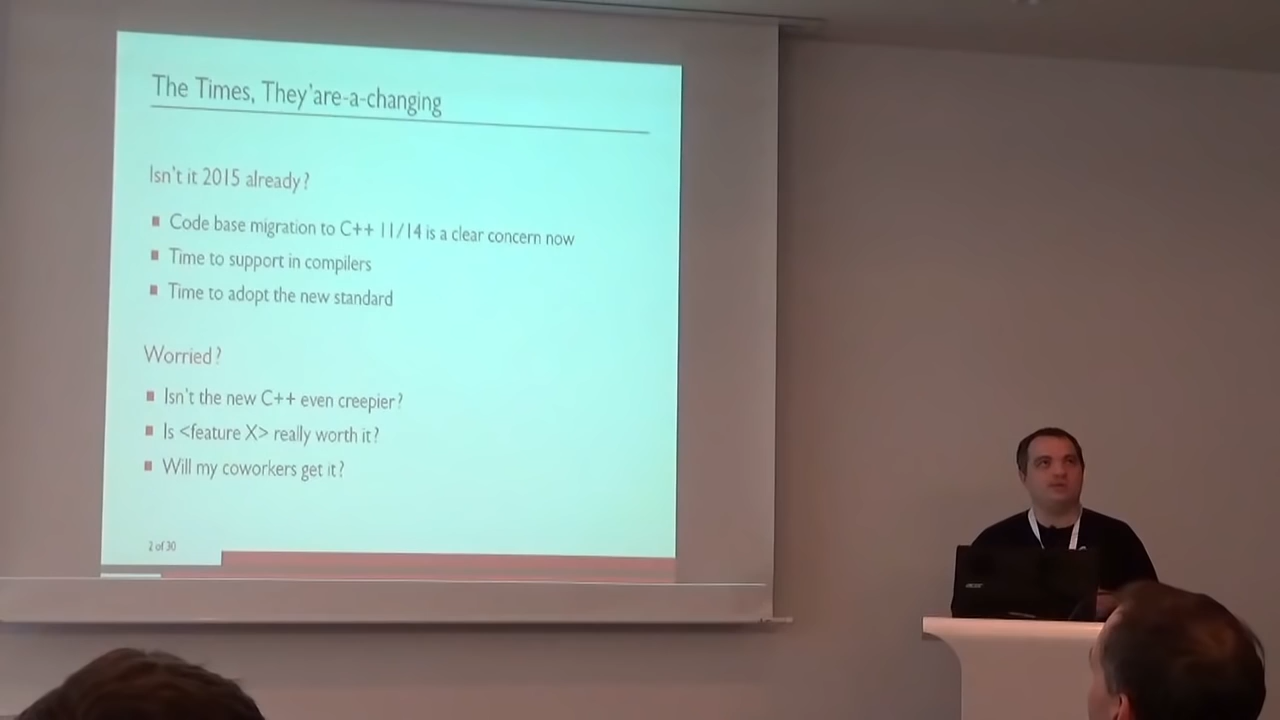 The Times, They'are-a-changing
Isn't it 2015 already?
Code base migration to C++ 11/14 is a clear concern now
Time to support in compilers
Time to adopt the new standard
Worried?
Isn't the new C++ even creepier?
Is <feature X> really worth it?
Will my coworkers get it?
2 of 30
acer